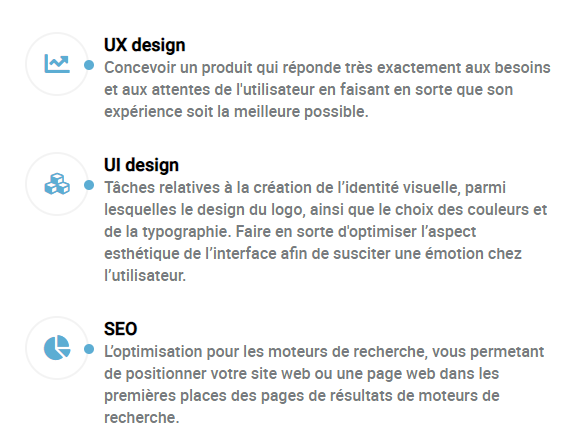 UX design
Concevoir un produit qui réponde très exactement aux besoins
et aux attentes de l'utilisateur en faisant en sorte que son
expérience soit la meilleure possible.
UI design
Tâches relatives à la création de l’identité visuelle, parmi
lesquelles le design du logo, ainsi que le choix des couleurs et
de la typographie. Faire en sorte d'optimiser l’aspect
esthétique de l’interface afin de susciter une émotion chez
l’utilisateur.
SEO
L’optimisation pour les moteurs de recherche, vous permetant
de positionner votre site web ou une page web dans les
premières places des pages de résultats de moteurs de
recherche.